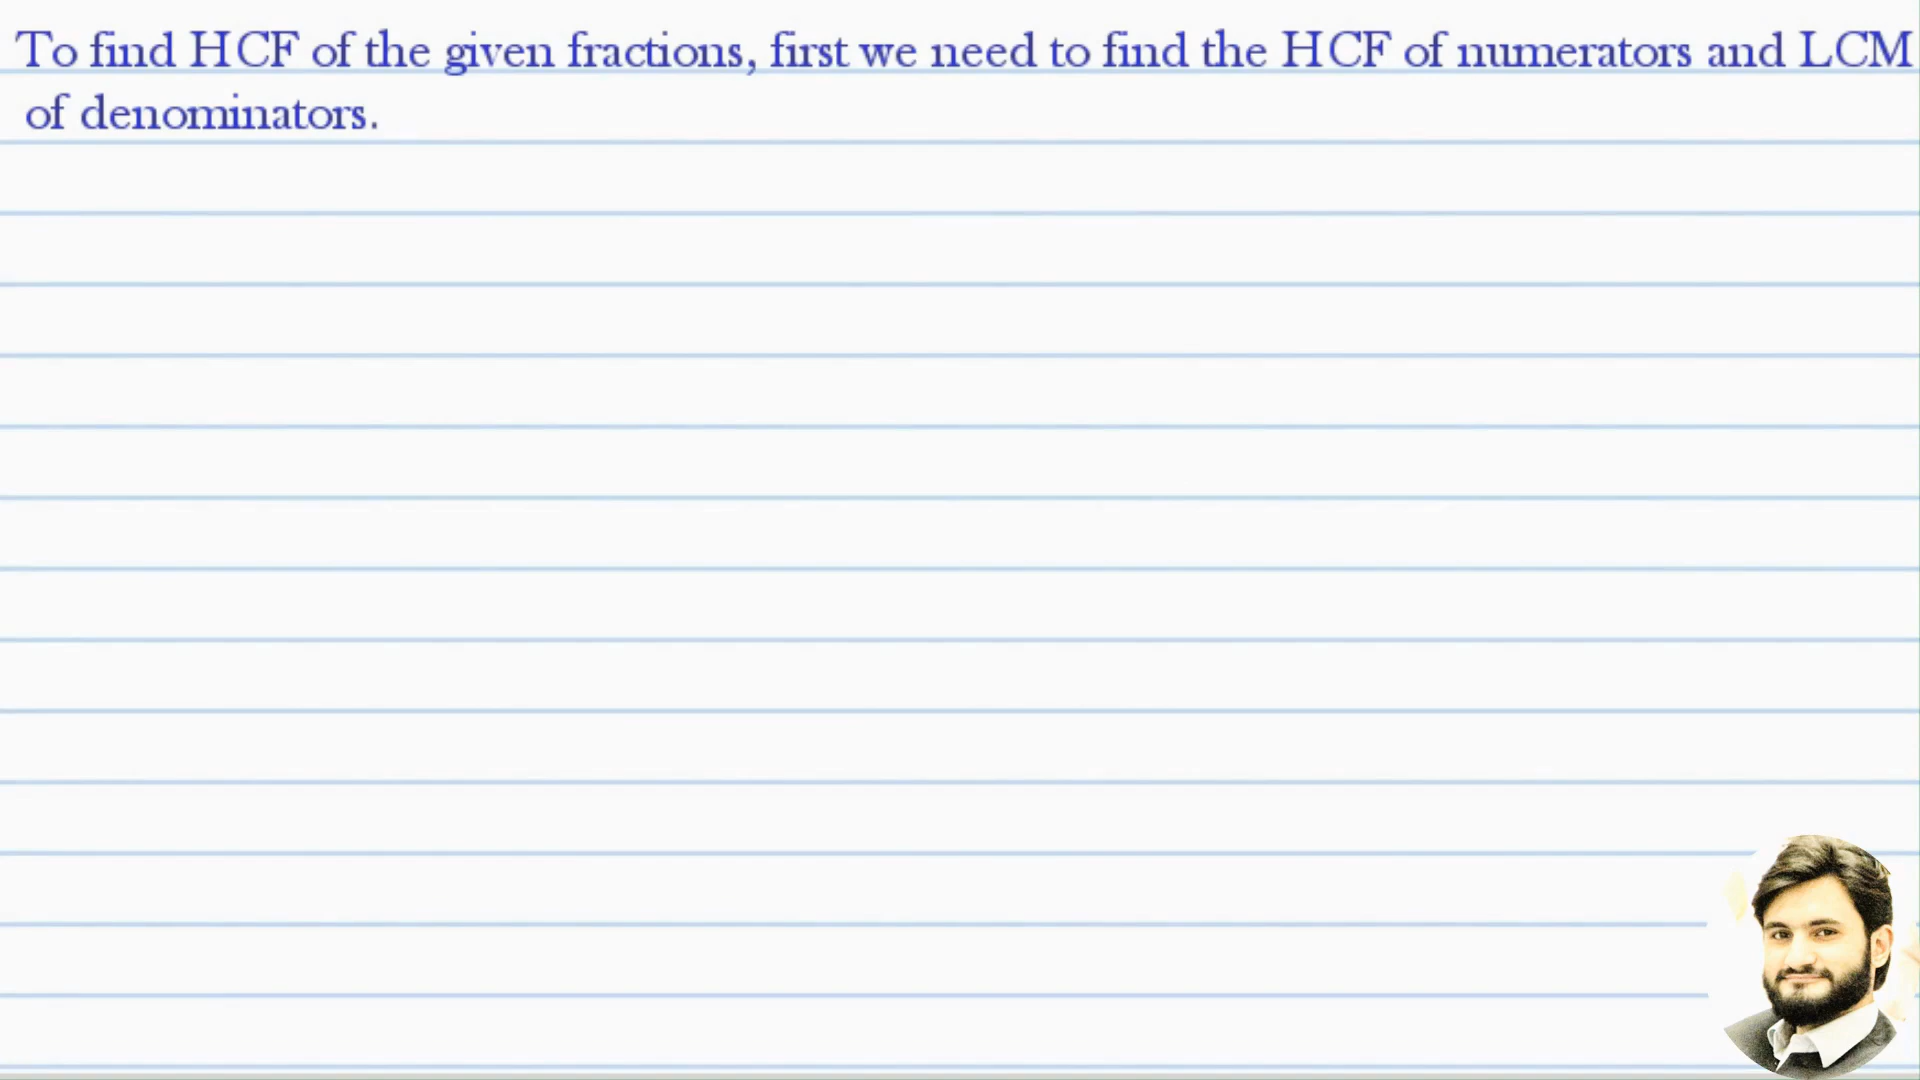 To find HCF of the given fractions, first we need to find the HCF of numerators and LCM
of denominators.